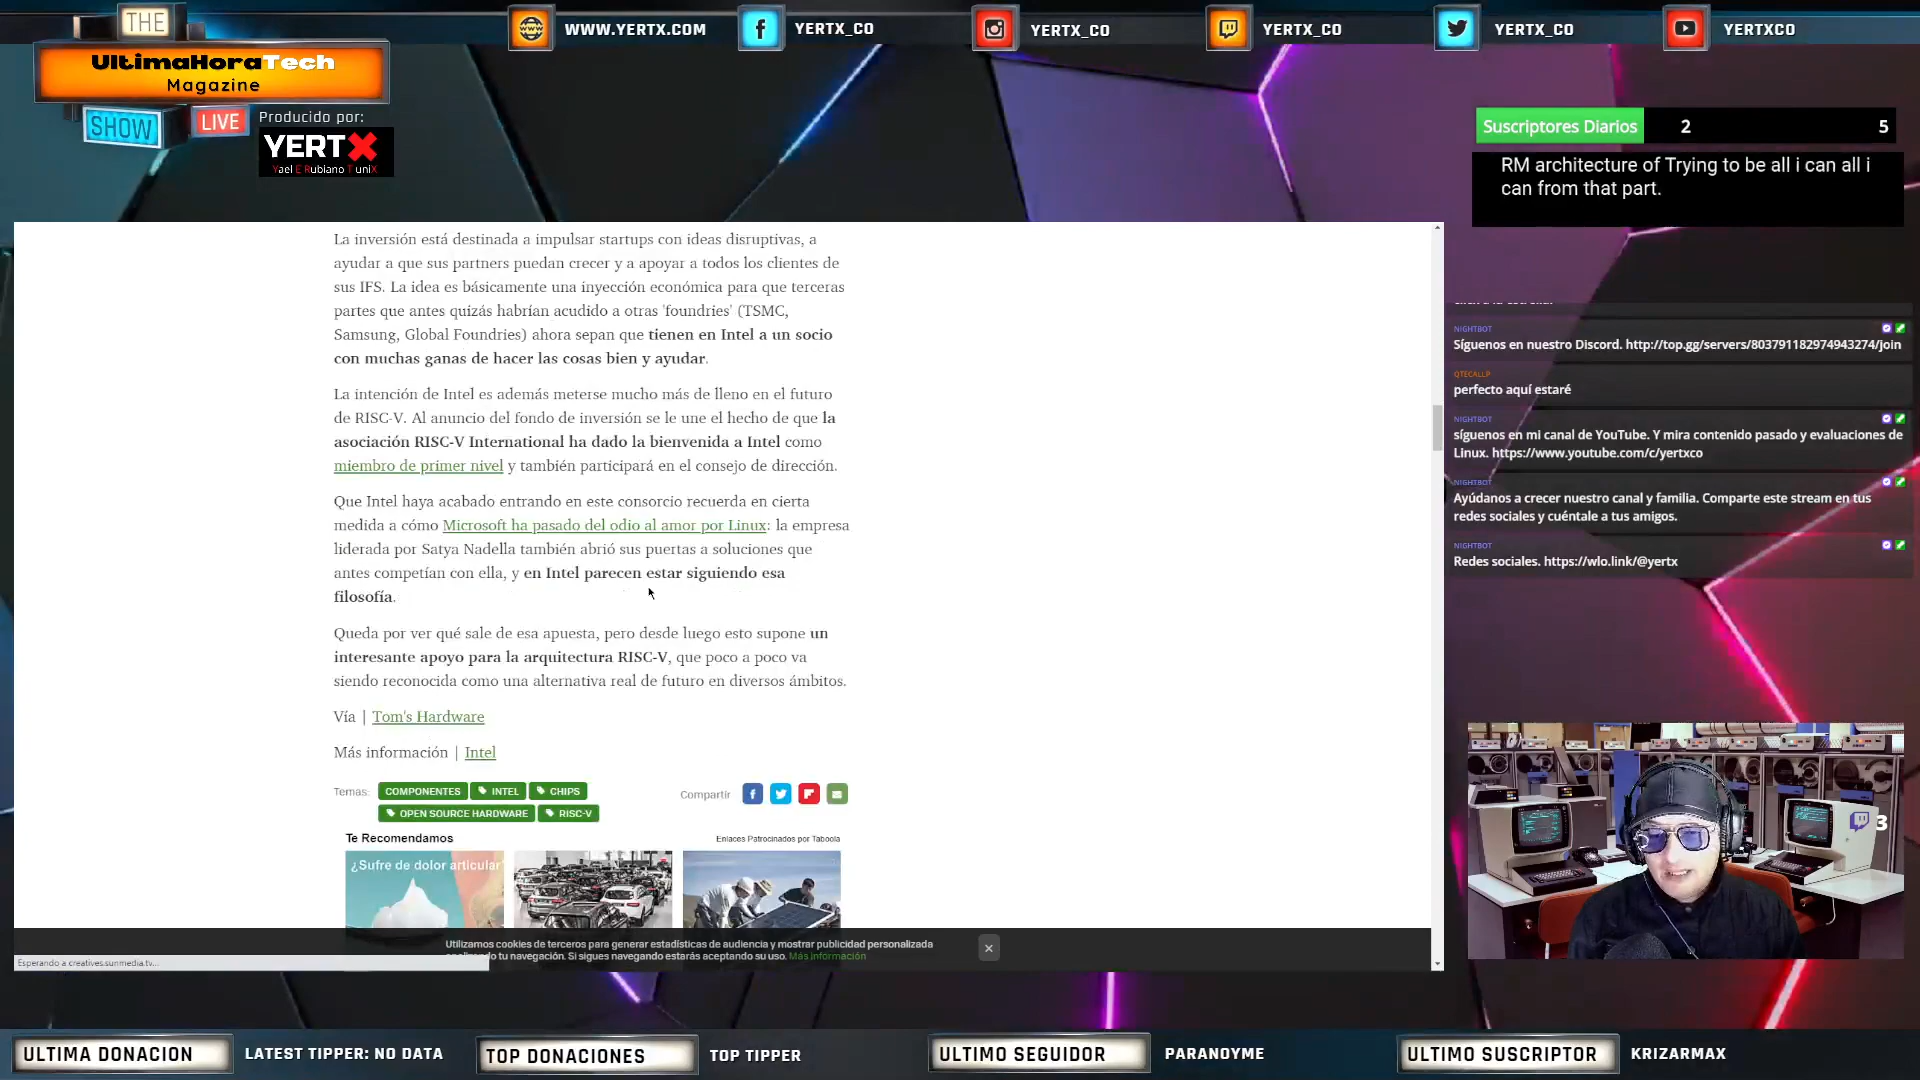 THE
UltimaHoraTech
Magazine
SHOW
LIVE
Producido por:
YERTX
Yael E Rubiano T uniX
WWW.YERTX.COM
YERTX_CO
YERTX_CO
YERTX_CO
YERTX_CO
YERTXCO
Suscriptores Diarios 2 5
RM architecture of Trying to be all i can all i
can from that part.
La inversión está destinada a impulsar startups con ideas disruptivas, a
ayudar a que sus partners puedan crecer y a apoyar a todos los clientes de
sus IFS. La idea es básicamente una inyección económica para que terceras
partes que antes quizás habrían acudido a otras 'foundries' (TSMC,
Samsung, Global Foundries) ahora sepan que tienen en Intel a un socio
con muchas ganas de hacer las cosas bien y ayudar.
La intención de Intel es además meterse mucho más de lleno en el futuro
de RISC-V. Al anuncio del fondo de inversión se le une el hecho de que la
asociación RISC-V International ha dado la bienvenida a Intel como
miembro de primer nivel y también participará en el consejo de dirección.
Que Intel haya acabado entrando en este consorcio recuerda en cierta
medida a cómo Microsoft ha pasado del odio al amor por Linux: la empresa
liderada por Satya Nadella también abrió sus puertas a soluciones que
antes competían con ella, y en Intel parecen estar siguiendo esa
filosofía.
Queda por ver qué sale de esa apuesta, pero desde luego esto supone un
interesante apoyo para la arquitectura RISC-V, que poco a poco va
siendo reconocida como una alternativa real de futuro en diversos ámbitos.
Vía | Tom's Hardware
Más información | Intel
Temas: COMPONENTES INTEL CHIPS
OPEN SOURCE HARDWARE RISC-V
Compartir
Te Recomendamos
Enlaces Patrocinados por Taboola
¿Sufre de dolor articular?
Utilizamos cookies de terceros para generar estadísticas de audiencia y mostrar publicidad personalizada
tu navegación. Si sigues navegando estarás aceptando su uso. Más información
Esperando a creatives.sunmedia.tv...
NIGHTBOT
Síguenos en nuestro Discord. http://top.gg/servers/803791182974943274/join
QTECALLP
perfecto aquí estaré
NIGHTBOT
síguenos en mi canal de YouTube. Y mira contenido pasado y evaluaciones de
Linux. https://www.youtube.com/c/yertxco
NIGHTBOT
Ayúdanos a crecer nuestro canal y familia. Comparte este stream en tus
redes sociales y cuéntale a tus amigos.
NIGHTBOT
Redes sociales. https://wlo.link/@yertx
3
ULTIMA DONACION
LATEST TIPPER: NO DATA
TOP DONACIONES
TOP TIPPER
ULTIMO SEGUIDOR
PARANOYME
ULTIMO SUSCRIPTOR
KRIZARMAX